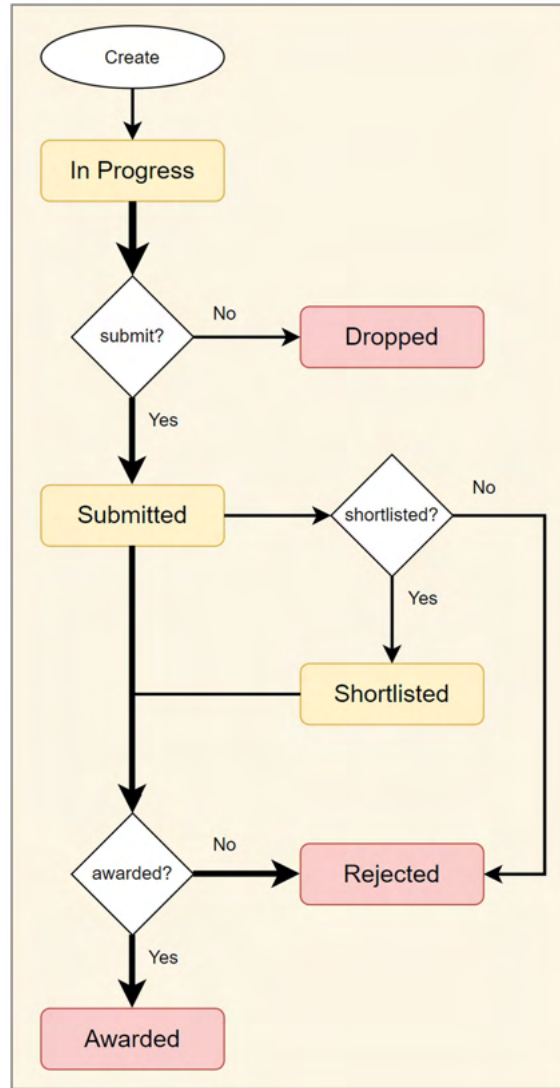 Create
In Progress
submit?
No
Dropped
Yes
Submitted
shortlisted?
No
Yes
Shortlisted
awarded?
No
Rejected
Yes
Awarded